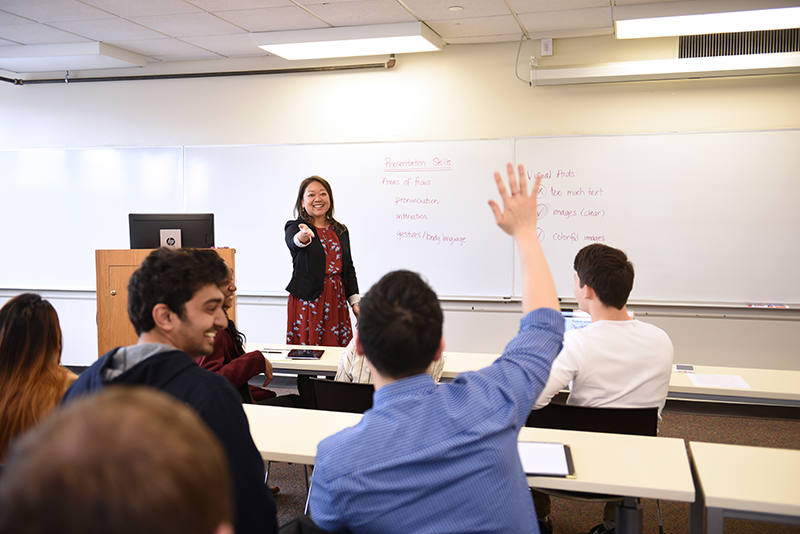 Presentation Skills
Areas of focus
pronunciation
intonation
gestures/body language
Visual Aids
too much text
images (clear)
colorful images
hp